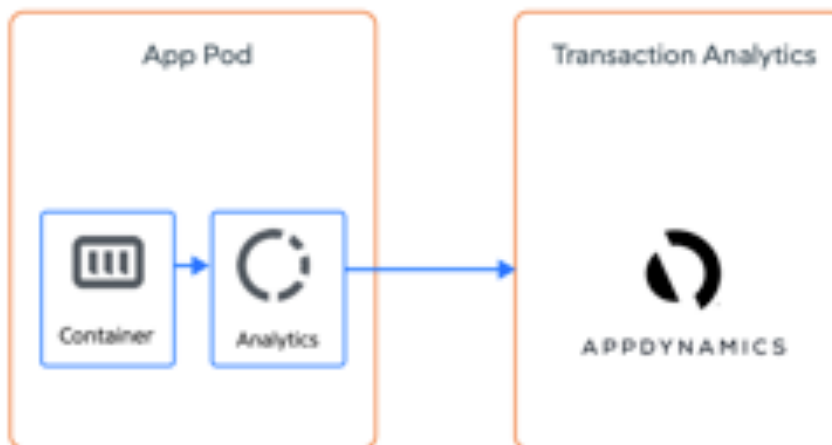 App Pod
Transaction Analytics
Container
Analytics
APPDYNAMICS